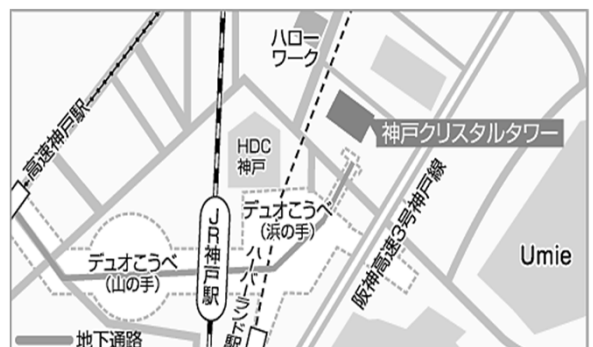 ハロー
ワーク
高速神戸駅
神戸クリスタルタワー
HDC
神戸
デュオこうべ
(浜の手)
JR神戸駅
デュオこうべ
(山の手)
ハーバーランド駅
阪神高速3号神戸線
Umie
地下通路